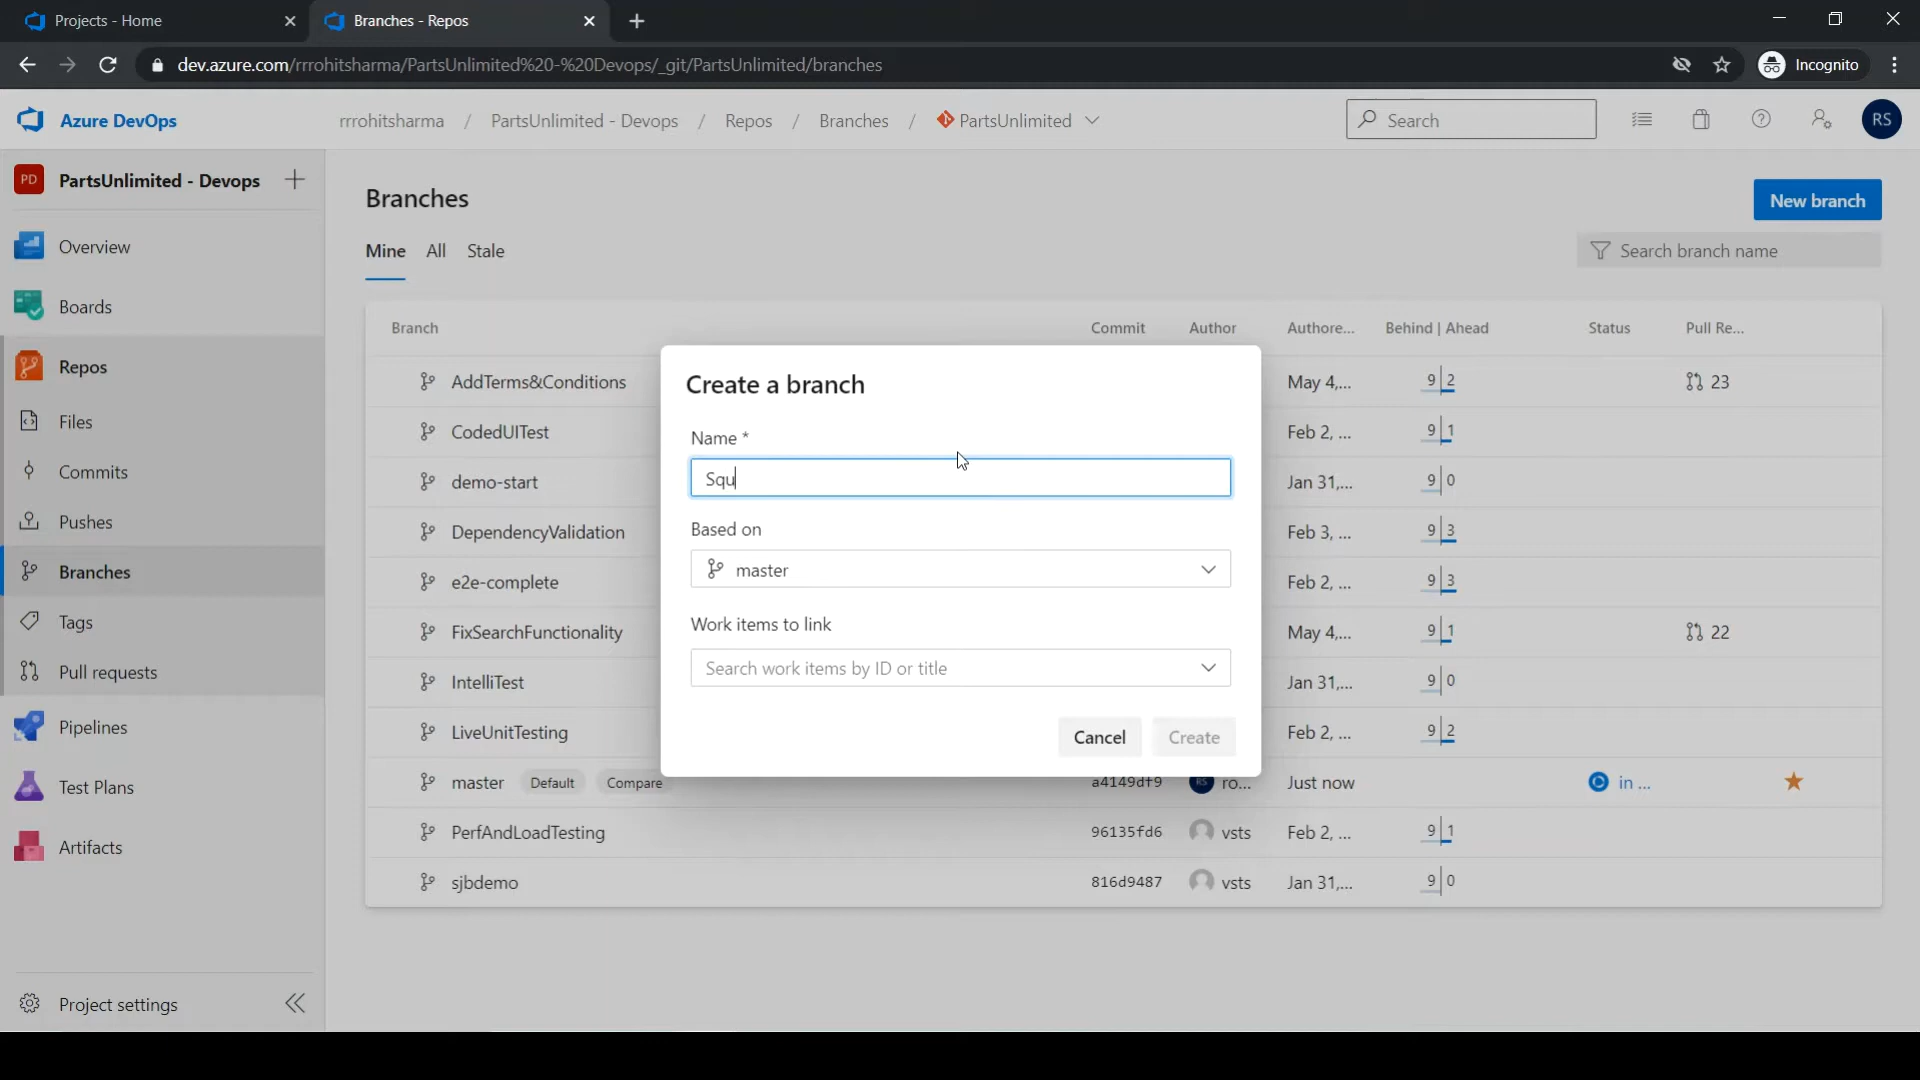 Projects - Home
Branches - Repos
dev.azure.com/rrrohitsharma/PartsUnlimited%20-%20Devops/_git/PartsUnlimited/branches
Incognito
Azure DevOps
rrrohitsharma / PartsUnlimited - Devops / Repos / Branches / PartsUnlimited
Search
RS
PD PartsUnlimited - Devops
Overview
Boards
Repos
Files
Commits
Pushes
Branches
Tags
Pull requests
Pipelines
Test Plans
Artifacts
Project settings
Branches
New branch
Mine All Stale
Search branch name
Branch Commit Author Authore... Behind | Ahead Status Pull Re...
AddTerms&Conditions May 4,... 9 2 23
CodedUITest Feb 2, ... 9 1
demo-start Jan 31,... 9 0
DependencyValidation Feb 3, ... 9 3
e2e-complete Feb 2, ... 9 3
FixSearchFunctionality May 4,... 9 1 22
IntelliTest Jan 31,... 9 0
LiveUnitTesting Feb 2, ... 9 2
master Default Compare a4149df9 RS ro... Just now in ...
PerfAndLoadTesting 96135fd6 vsts Feb 2, ... 9 1
sjbdemo 816d9487 vsts Jan 31,... 9 0
Create a branch
Name *
Squ
Based on
master
Work items to link
Search work items by ID or title
Cancel Create